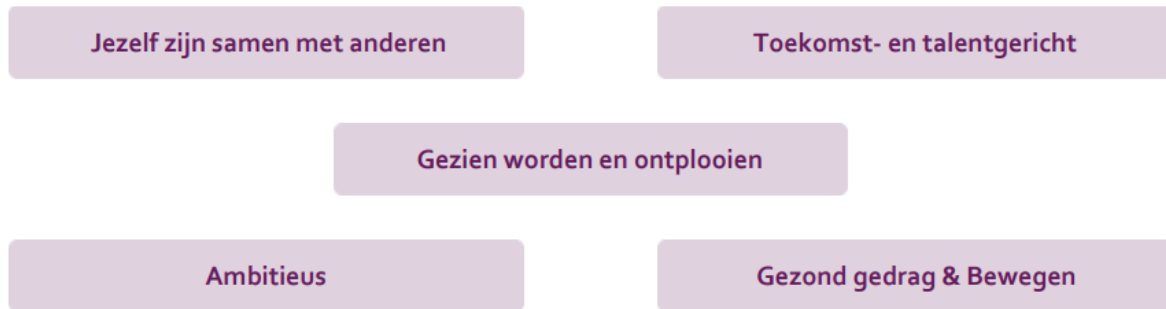 Jezelf zijn samen met anderen
Toekomst- en talentgericht
Gezien worden en ontplooien
Ambitieus
Gezond gedrag & Bewegen